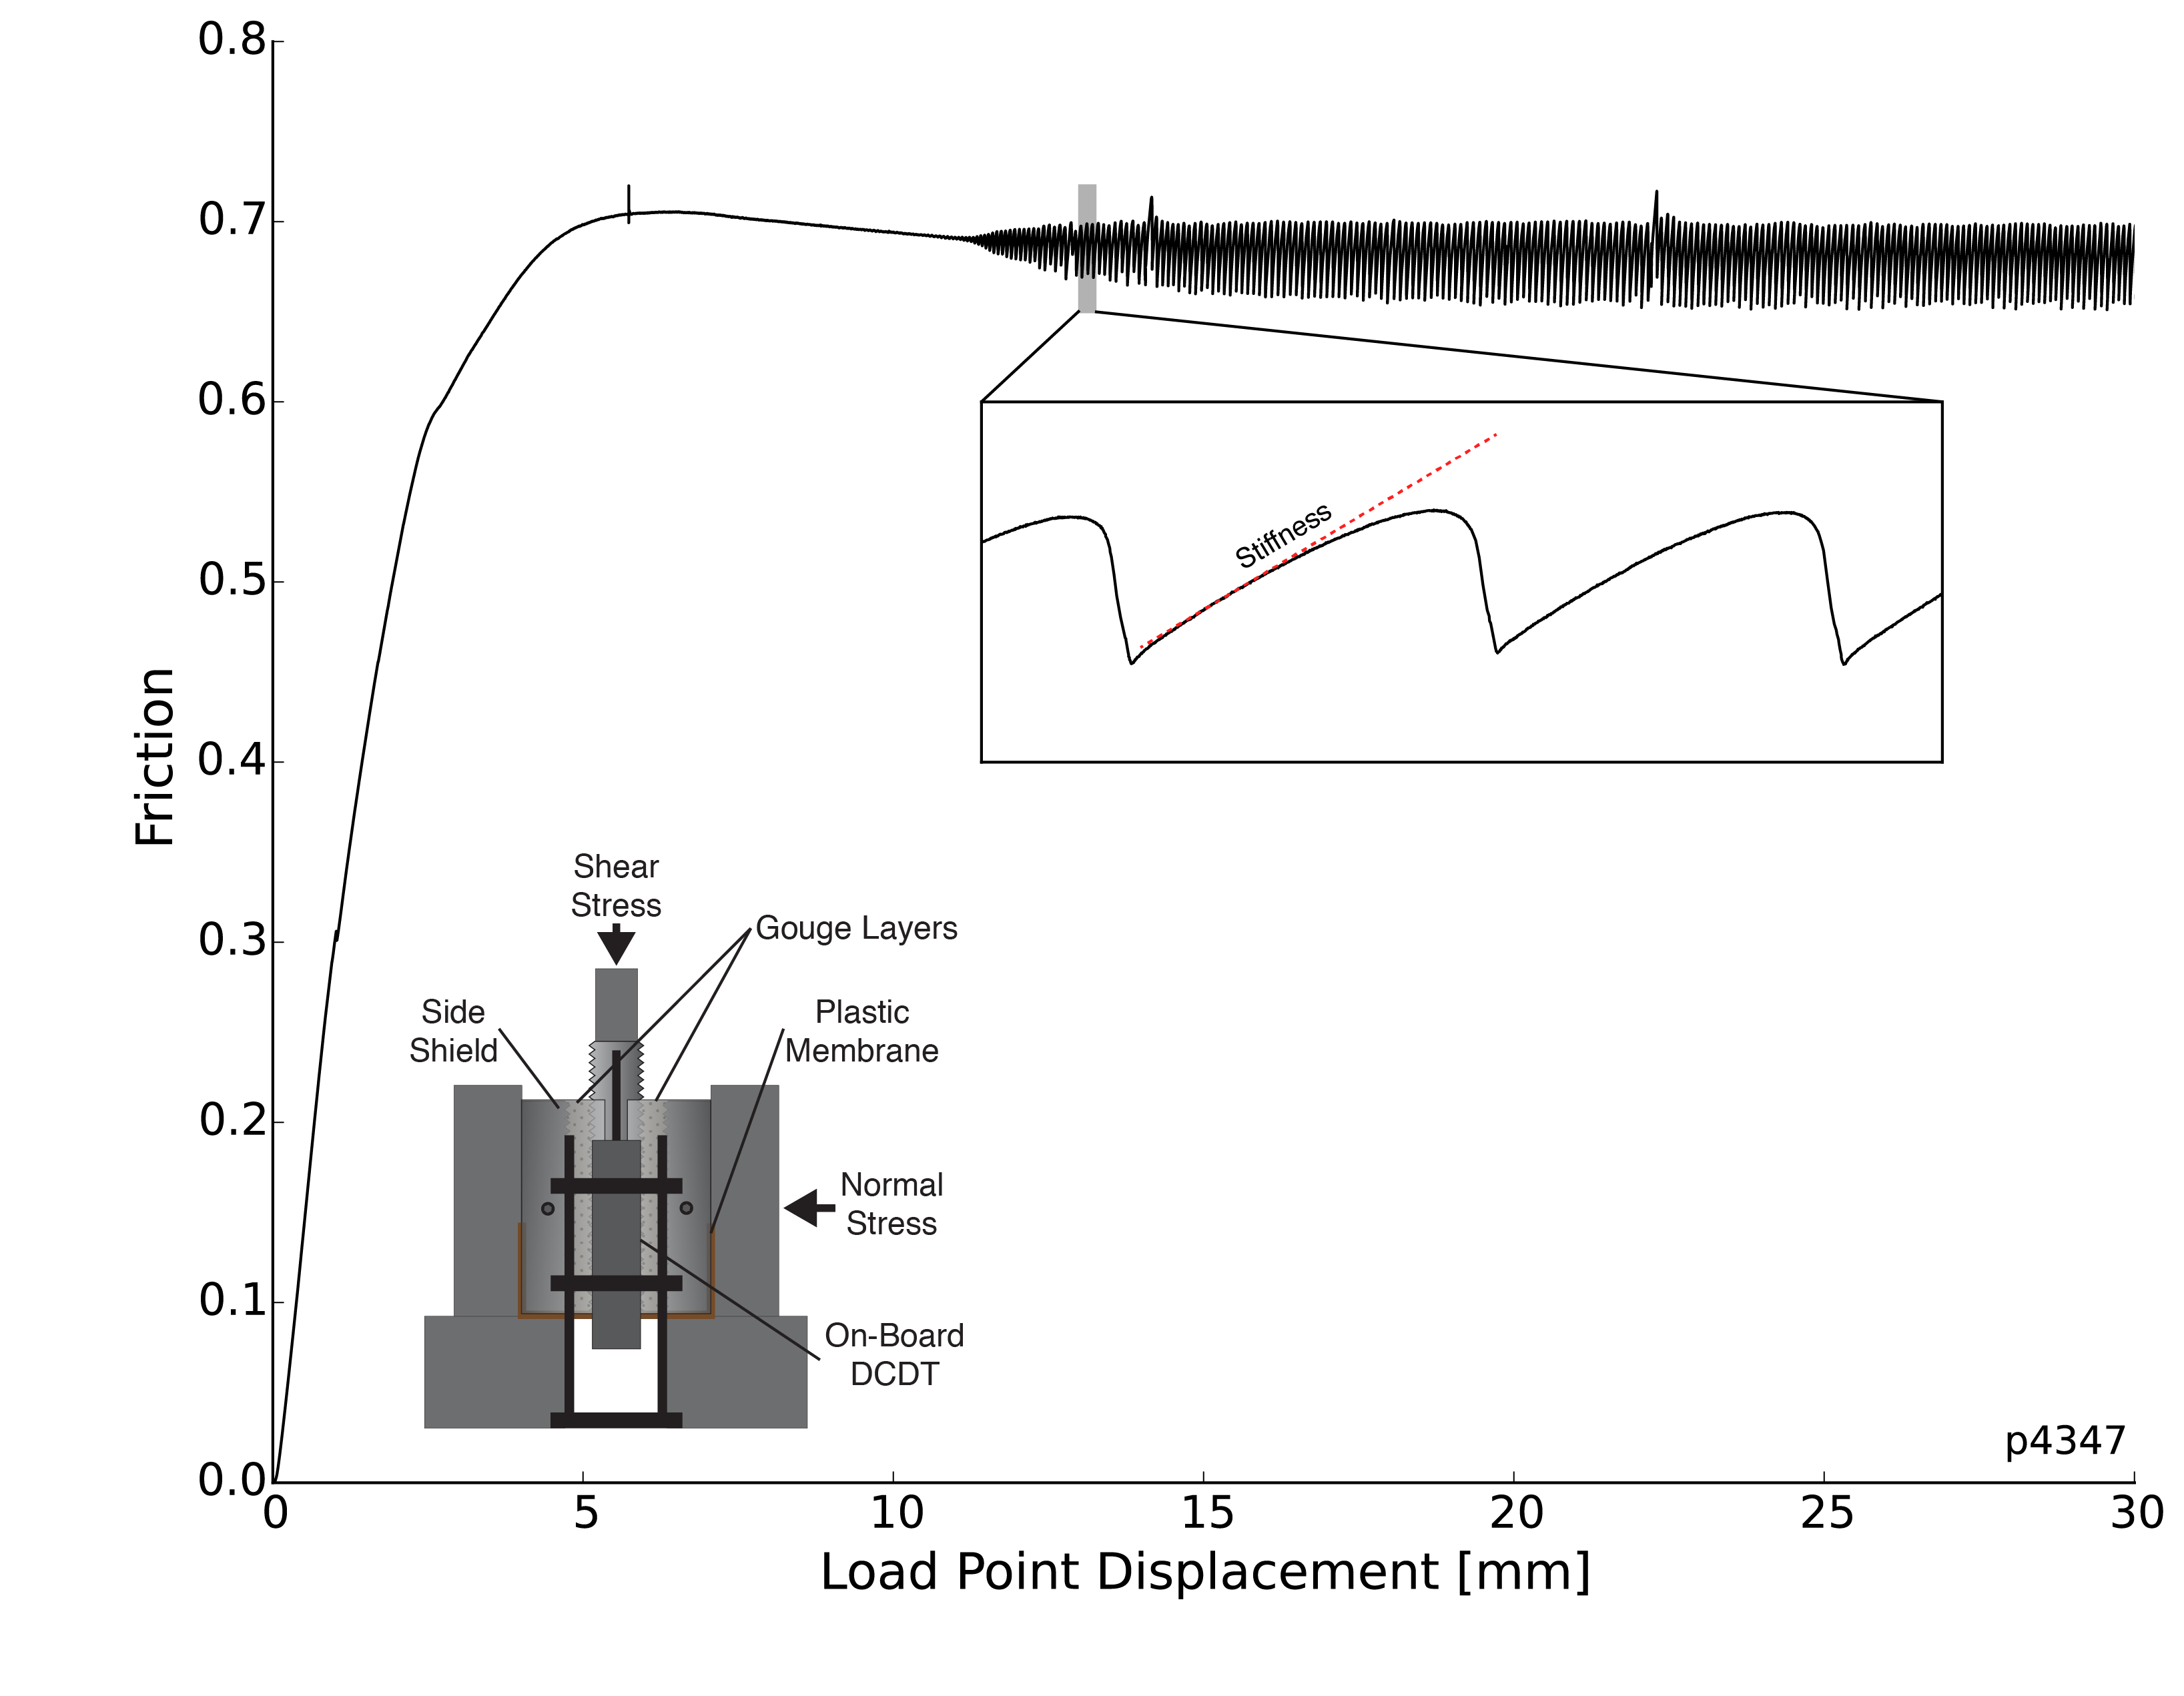 0.8
0.7
0.6
0.5
0.4
0.3
0.2
0.1
0.0
Friction
Stiffness
Shear
Stress
Gouge Layers
Side
Shield
Plastic
Membrane
Normal
Stress
On-Board
DCDT
p4347
0 5 10 15 20 25 30
Load Point Displacement [mm]